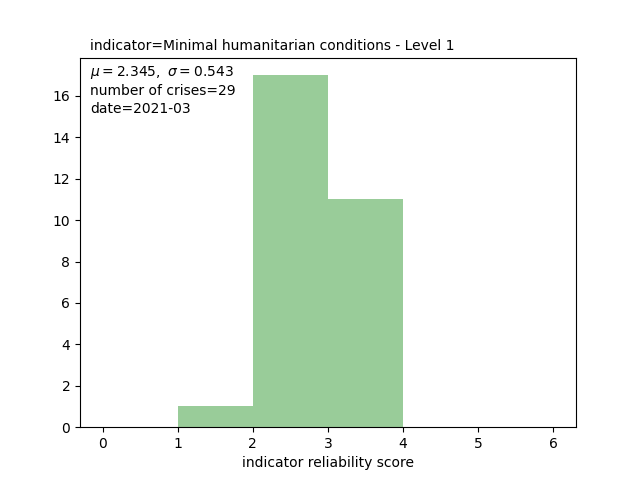 indicator=Minimal humanitarian conditions - Level 1
μ = 2.345, σ = 0.543
number of crises=29
date=2021-03
16
14
12
10
8
6
4
2
0
0 1 2 3 4 5 6
indicator reliability score